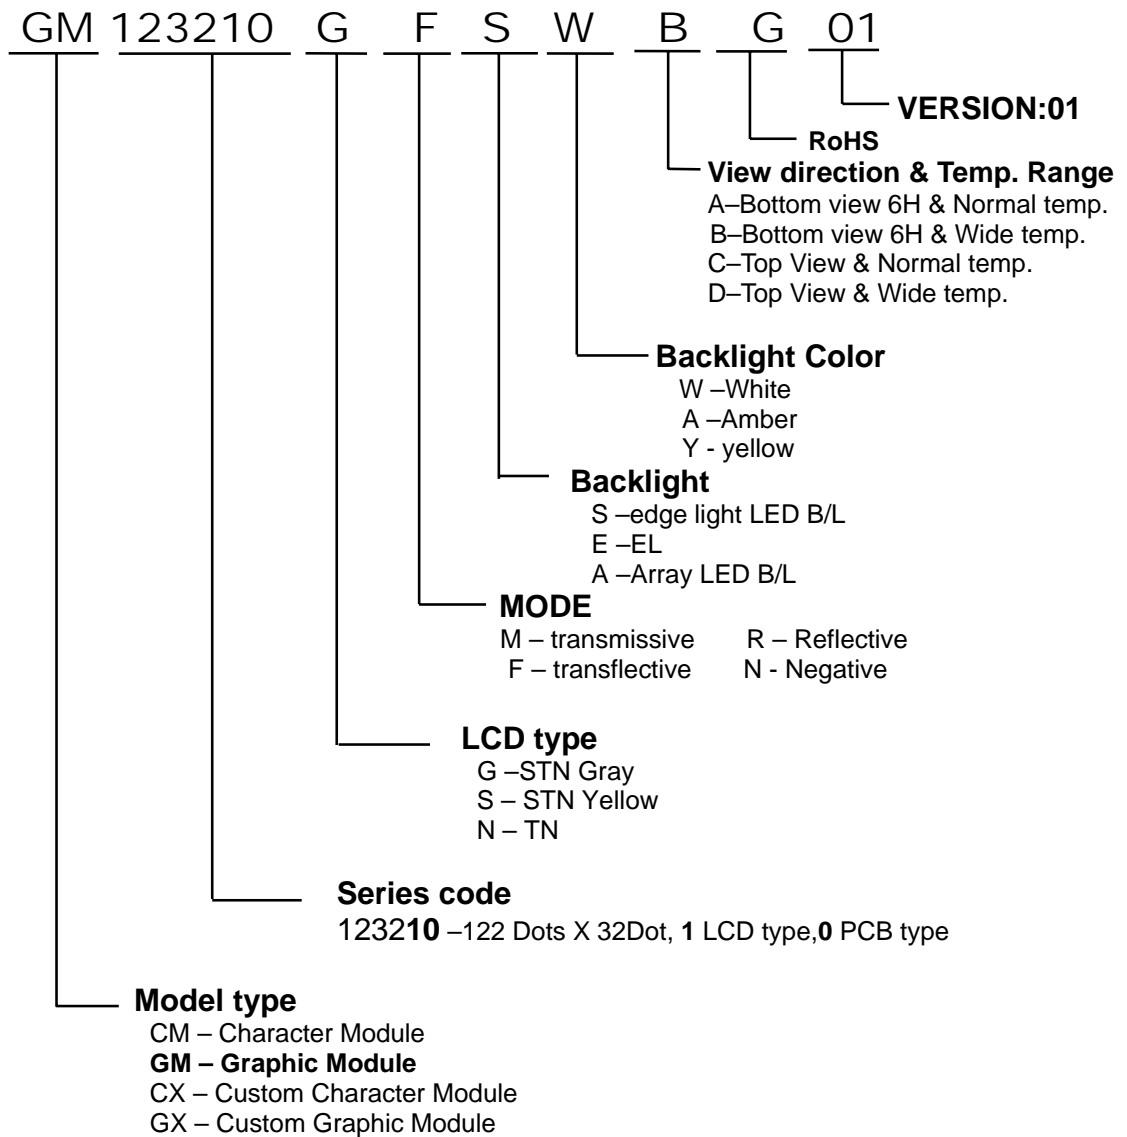 GM 123210 G F S W B G 01
VERSION:01
RoHS
View direction & Temp. Range
A–Bottom view 6H & Normal temp.
B–Bottom view 6H & Wide temp.
C–Top View & Normal temp.
D–Top View & Wide temp.
Backlight Color
W –White
A –Amber
Y - yellow
Backlight
S –edge light LED B/L
E –EL
A –Array LED B/L
MODE
M – transmissive R – Reflective
F – transflective N - Negative
LCD type
G –STN Gray
S – STN Yellow
N – TN
Series code
123210 –122 Dots X 32Dot, 1 LCD type,0 PCB type
Model type
CM – Character Module
GM – Graphic Module
CX – Custom Character Module
GX – Custom Graphic Module